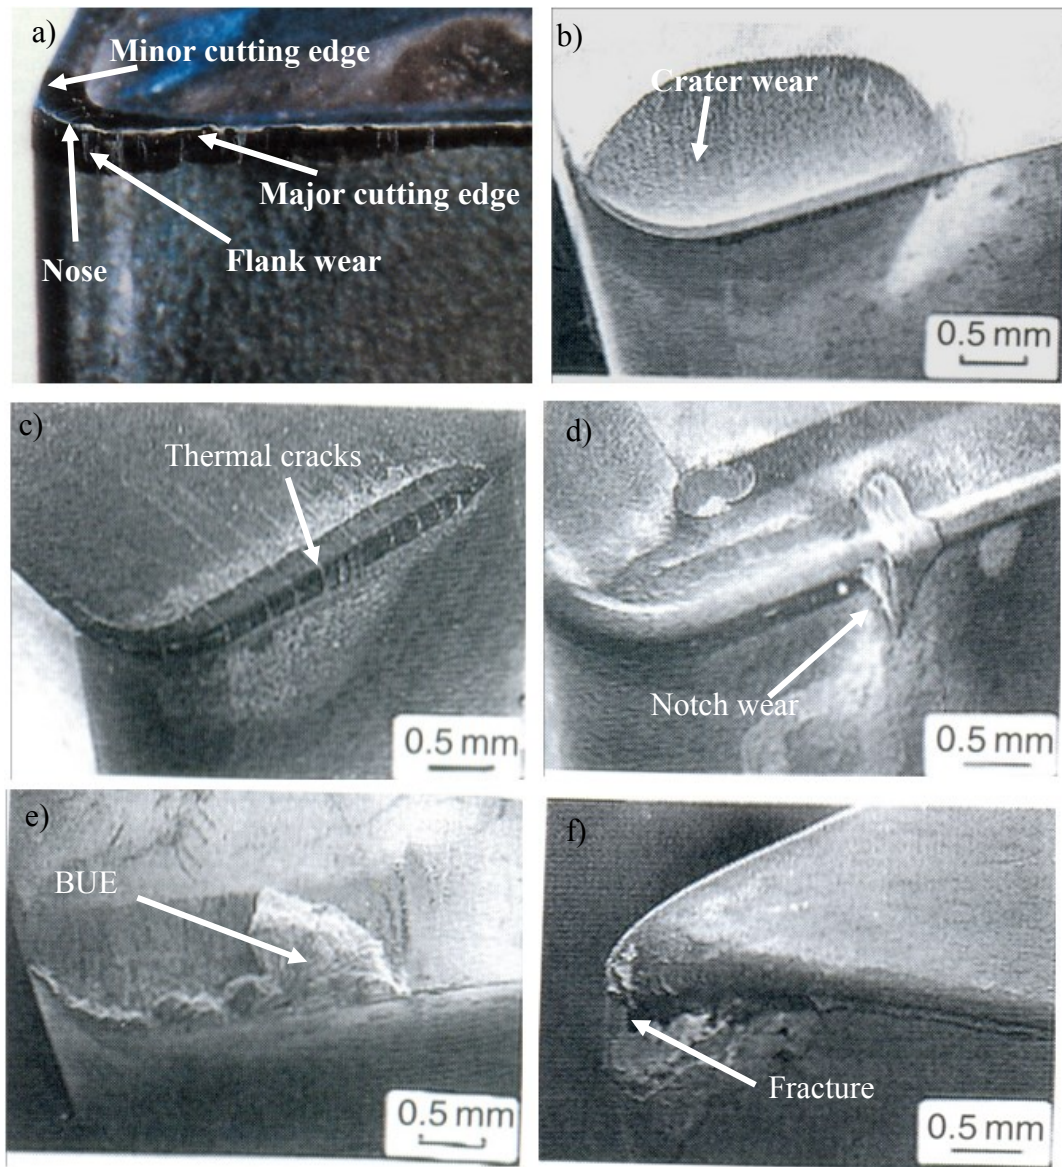 a)
Minor cutting edge
Major cutting edge
Nose
Flank wear
b)
Crater wear
0.5 mm
c)
Thermal cracks
0.5 mm
d)
Notch wear
0.5 mm
e)
BUE
0.5 mm
f)
Fracture
0.5 mm